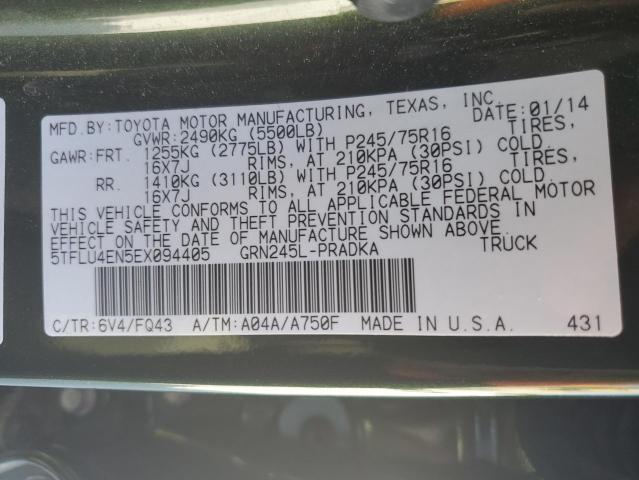 MFD.BY:TOYOTA MOTOR MANUFACTURING, TEXAS, INC.
GVWR:2490KG (5500LB) DATE:01/14
GAWR:FRT. 1255KG (2775LB) WITH P245/75R16 TIRES,
16X7J RIMS, AT 210KPA (30PSI) COLD.
RR. 1410KG (3110LB) WITH P245/75R16 TIRES,
16X7J RIMS, AT 210KPA (30PSI) COLD.
THIS VEHICLE CONFORMS TO ALL APPLICABLE FEDERAL MOTOR
VEHICLE SAFETY AND THEFT PREVENTION STANDARDS IN
EFFECT ON THE DATE OF MANUFACTURE SHOWN ABOVE.
5TFLU4EN5EX094405 GRN245L-PRADKA TRUCK
C/TR:6V4/FQ43 A/TM:A04A/A750F MADE IN U.S.A. 431